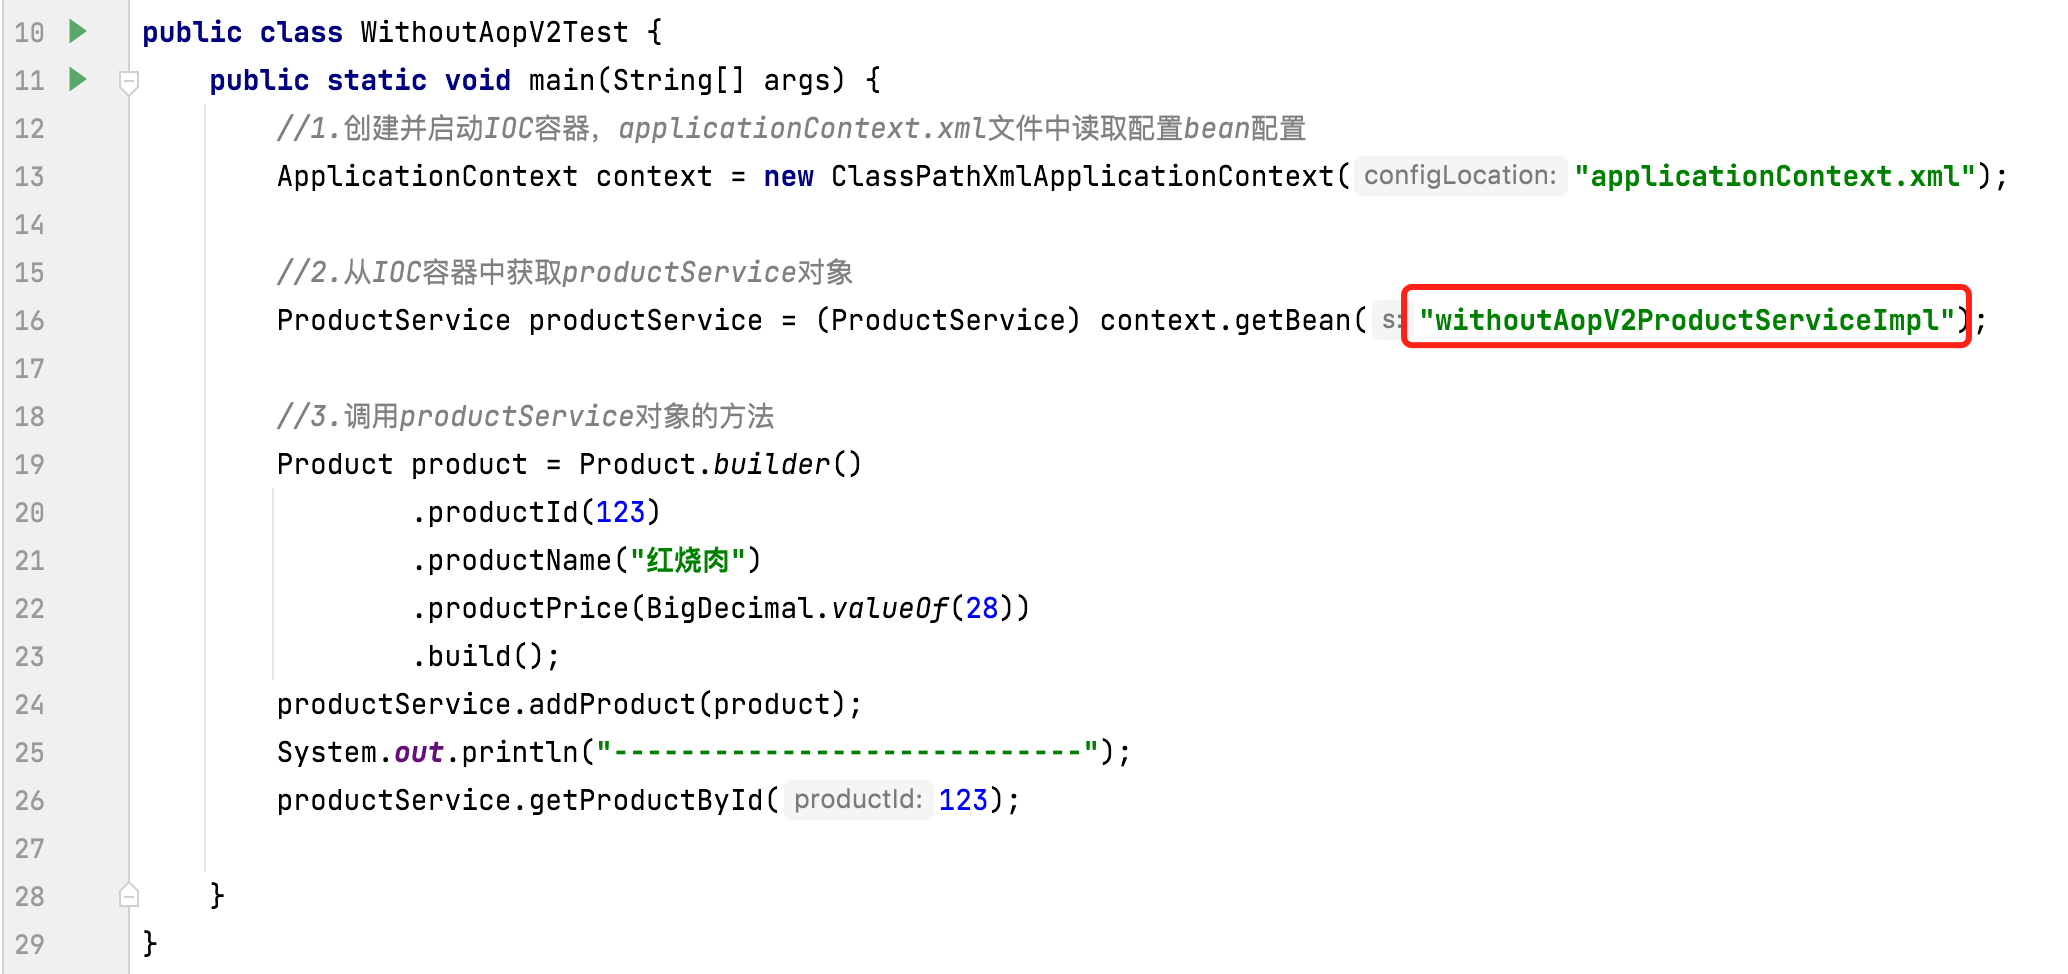 10 public class WithoutAopV2Test {
11 public static void main(String[] args) {
12 //1.创建并启动IOC容器，applicationContext.xml文件中读取配置bean配置
13 ApplicationContext context = new ClassPathXmlApplicationContext( configLocation: "applicationContext.xml");
14
15 //2.从IOC容器中获取productService对象
16 ProductService productService = (ProductService) context.getBean( s: "withoutAopV2ProductServiceImpl");
17
18 //3.调用productService对象的方法
19 Product product = Product.builder()
20 .productId(123)
21 .productName("红烧肉")
22 .productPrice(BigDecimal.valueOf(28))
23 .build();
24 productService.addProduct(product);
25 System.out.println("----------------------------");
26 productService.getProductById( productId: 123);
27
28 }
29 }